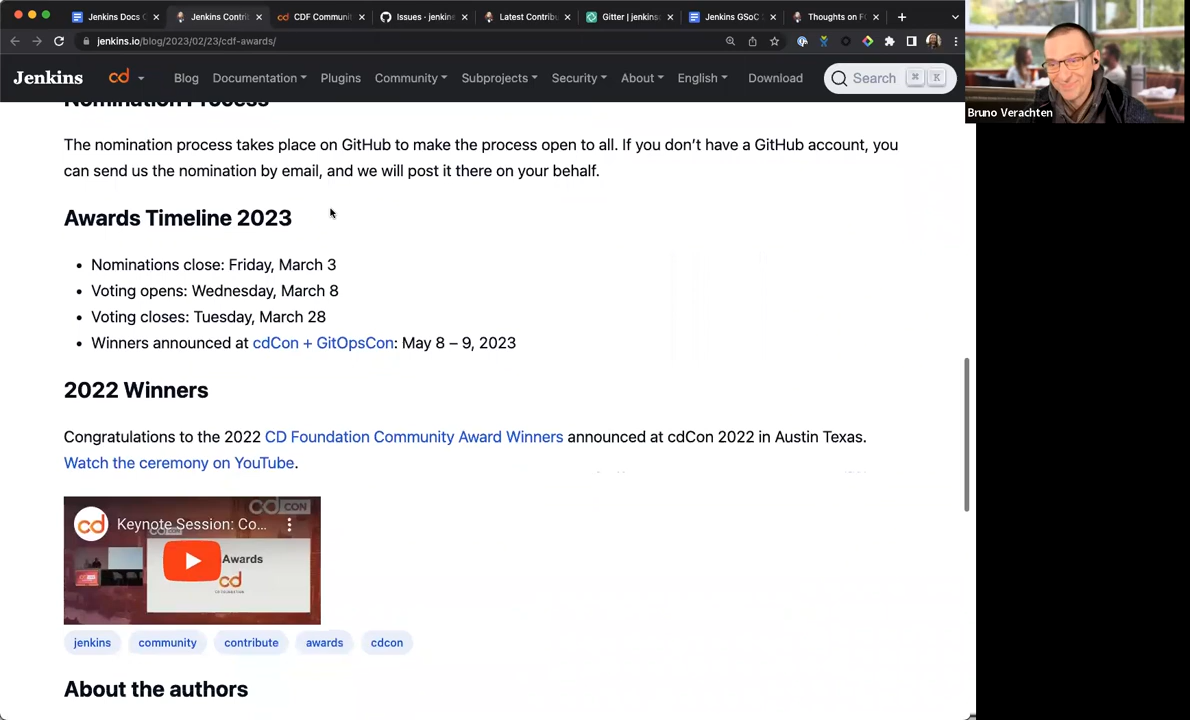 Jenkins Docs
Jenkins Contri
CDF Communi
Issues · jenkine
Latest Contribu
Gitter | jenkins
Jenkins GSoC
Thoughts on F
jenkins.io/blog/2023/02/23/cdf-awards/
Jenkins cd Blog Documentation Plugins Community Subprojects Security About English Download Search ⌘ K
Bruno Verachten
Nomination Process
The nomination process takes place on GitHub to make the process open to all. If you don't have a GitHub account, you
can send us the nomination by email, and we will post it there on your behalf.
Awards Timeline 2023
• Nominations close: Friday, March 3
• Voting opens: Wednesday, March 8
• Voting closes: Tuesday, March 28
• Winners announced at cdCon + GitOpsCon: May 8 – 9, 2023
2022 Winners
Congratulations to the 2022 CD Foundation Community Award Winners announced at cdCon 2022 in Austin Texas.
Watch the ceremony on YouTube.
cd CON
cd Keynote Session: Co...
Awards
cd
jenkins community contribute awards cdcon
About the authors